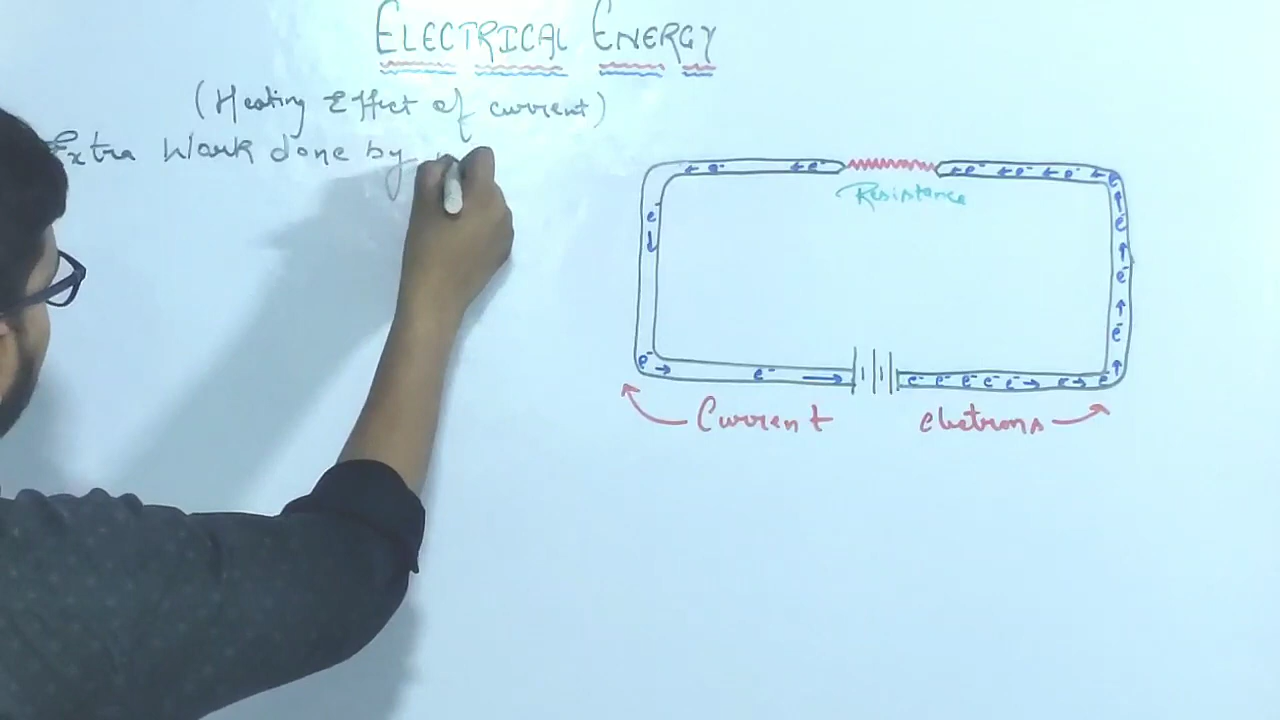 ELECTRICAL ENERGY
(Heating Effect of current)
Extra Work done by
e⁻ e⁻ e⁻ e⁻ e⁻ e⁻
Resistance
e⁻ e⁻
e⁻
e⁻
e⁻ e⁻ e⁻ e⁻ e⁻ e⁻ e⁻ e⁻ e⁻
Current electrons